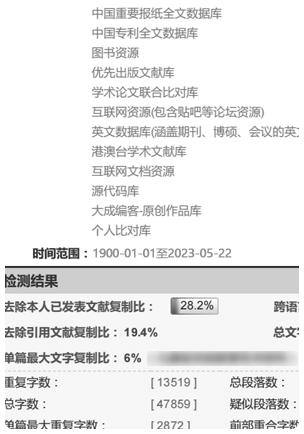 中国重要报纸全文数据库
中国专利全文数据库
图书资源
优先出版文献库
学术论文联合比对库
互联网资源(包含贴吧等论坛资源)
英文数据库(涵盖期刊、博硕、会议的英文
港澳台学术文献库
互联网文档资源
源代码库
大成编客-原创作品库
个人比对库
时间范围：1900-01-01至2023-05-22
检测结果
去除本人已发表文献复制比： 28.2% 跨语言
去除引用文献复制比：19.4% 总文字
单篇最大文字复制比：6%
重复字数： [ 13519 ] 总段落数：
总字数： [ 47859 ] 疑似段落数：
单篇最大重复字数： [ 2872 ] 前部重合字数